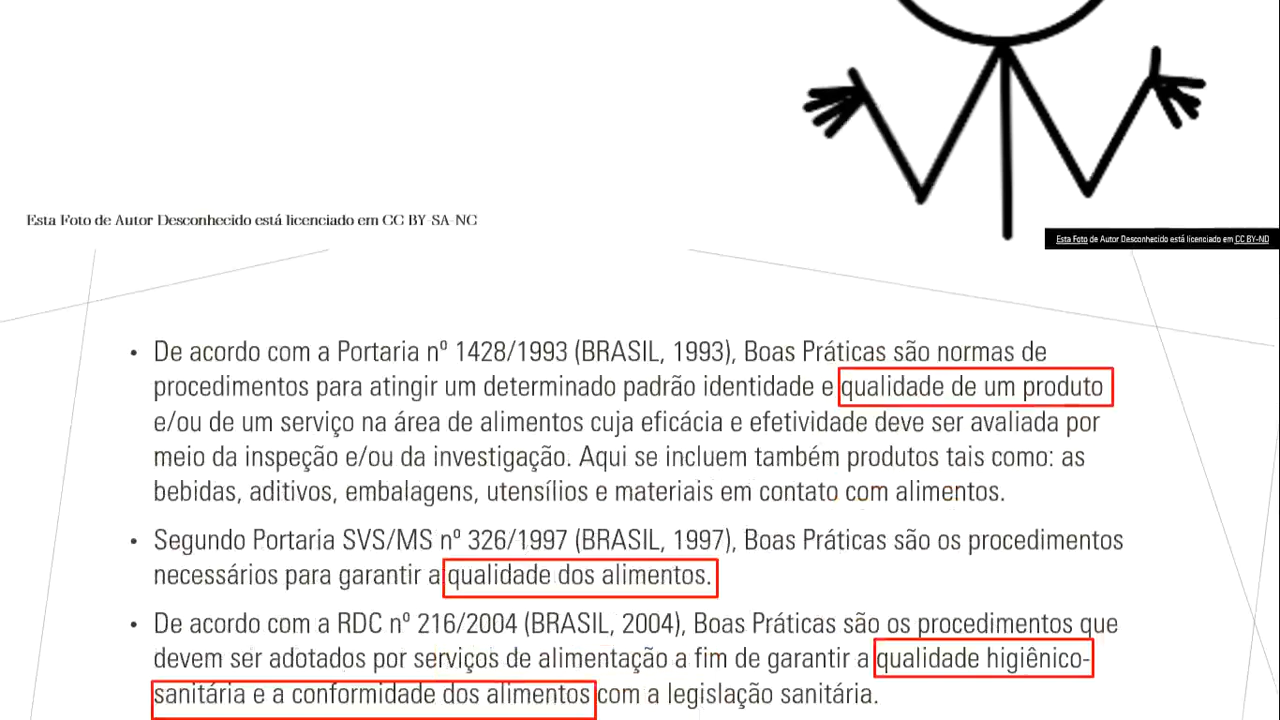 Esta Foto de Autor Desconhecido está licenciado em CC BY-SA-NC
Esta Foto de Autor Desconhecido está licenciado em CC BY-ND
• De acordo com a Portaria nº 1428/1993 (BRASIL, 1993), Boas Práticas são normas de
procedimentos para atingir um determinado padrão identidade e qualidade de um produto
e/ou de um serviço na área de alimentos cuja eficácia e efetividade deve ser avaliada por
meio da inspeção e/ou da investigação. Aqui se incluem também produtos tais como: as
bebidas, aditivos, embalagens, utensílios e materiais em contato com alimentos.
• Segundo Portaria SVS/MS nº 326/1997 (BRASIL, 1997), Boas Práticas são os procedimentos
necessários para garantir a qualidade dos alimentos.
• De acordo com a RDC nº 216/2004 (BRASIL, 2004), Boas Práticas são os procedimentos que
devem ser adotados por serviços de alimentação a fim de garantir a qualidade higiênico-
sanitária e a conformidade dos alimentos com a legislação sanitária.